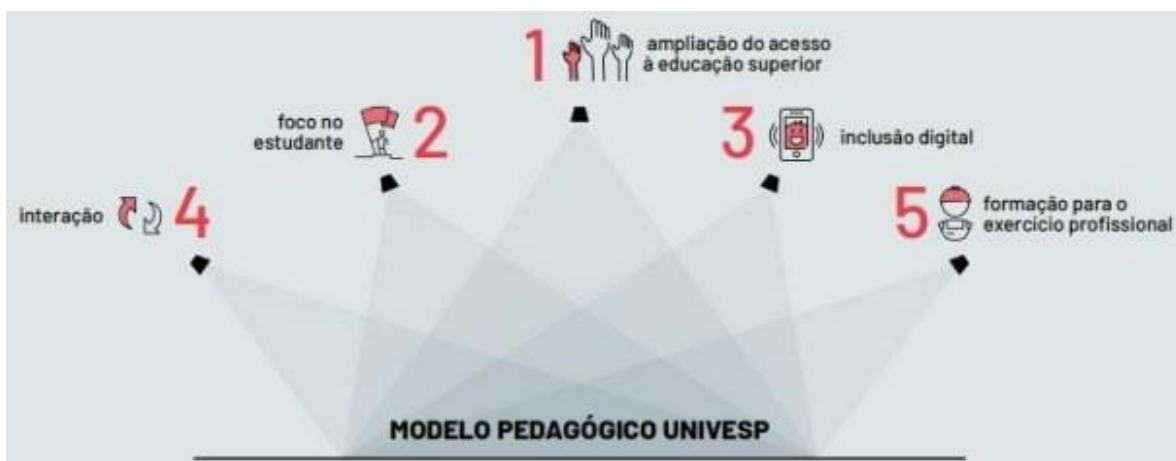 1
ampliação do acesso
à educação superior
foco no
estudante
2
3
inclusão digital
interação
4
5
formação para o
exercício profissional
MODELO PEDAGÓGICO UNIVESP